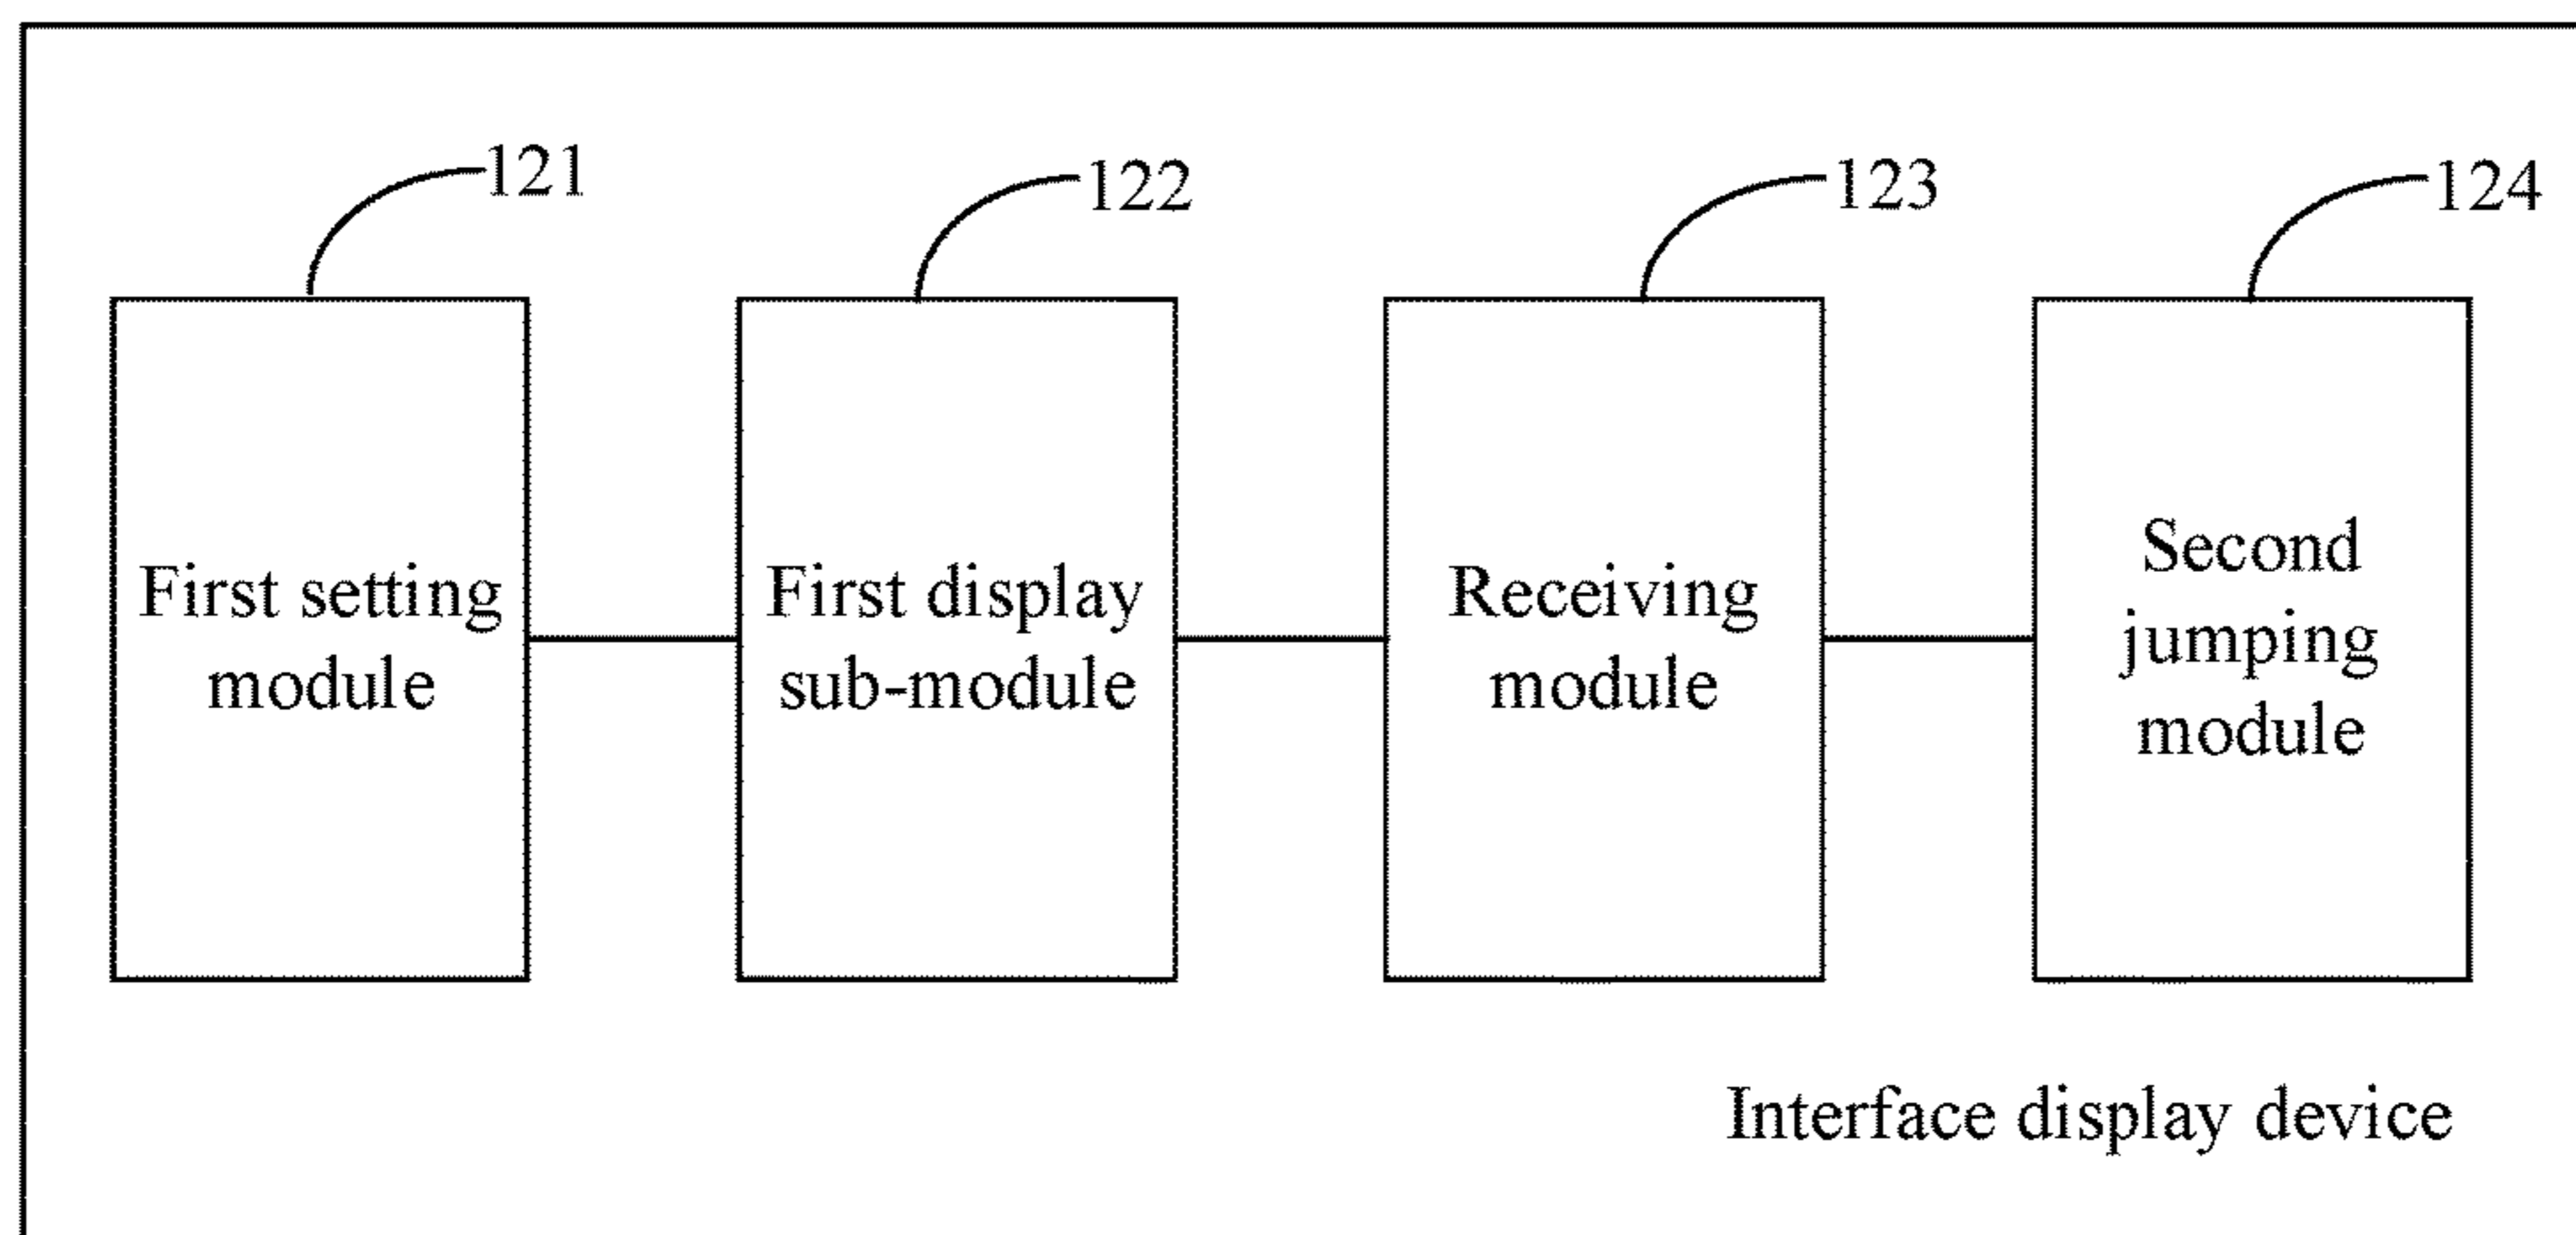 121
122
123
124
First setting
module
First display
sub-module
Receiving
module
Second
jumping
module
Interface display device